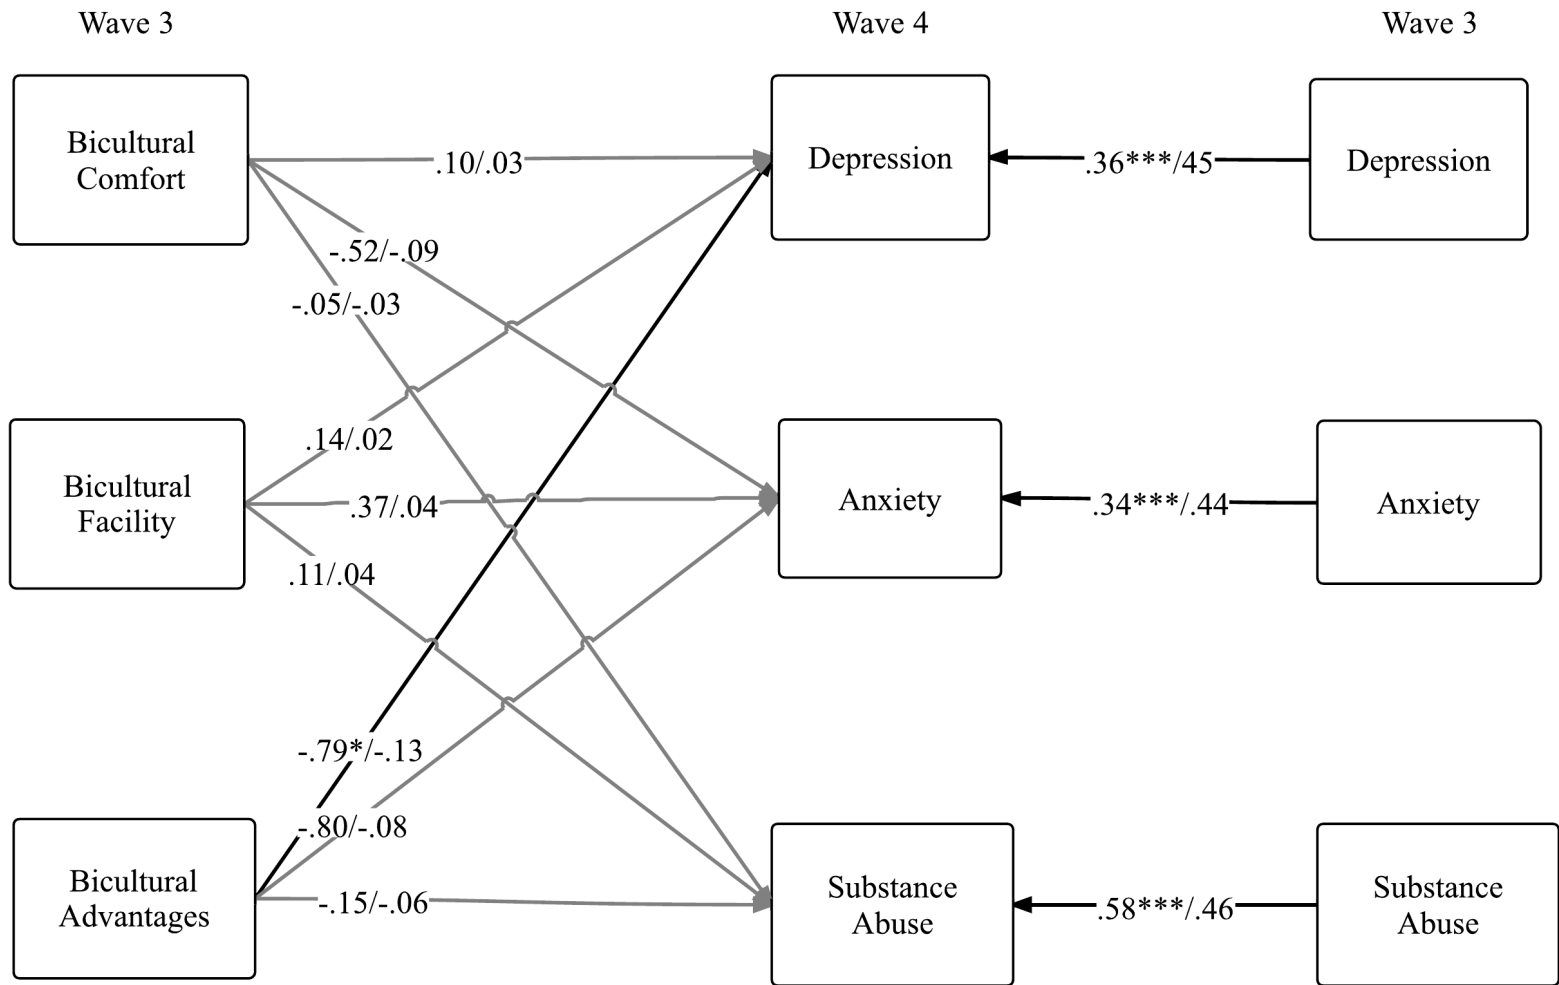 Wave 3
Wave 4
Wave 3
Bicultural
Comfort
.10/.03
Depression
.36***/45
Depression
-.52/-.09
-.05/-.03
.14/.02
Bicultural
Facility
.37/.04
Anxiety
.34***/.44
Anxiety
.11/.04
-.79*/-.13
-.80/-.08
Bicultural
Advantages
-.15/-.06
Substance
Abuse
.58***/.46
Substance
Abuse